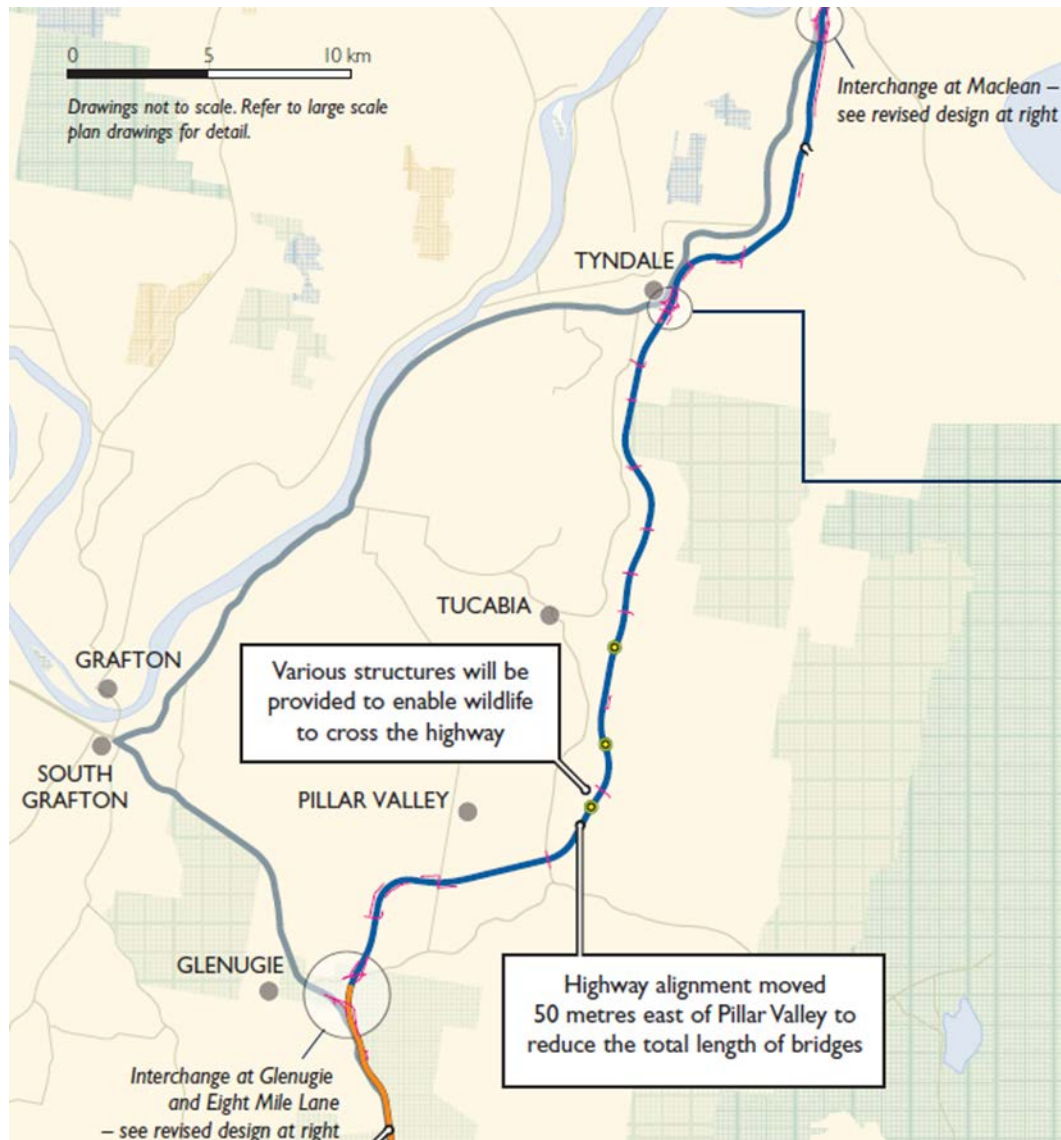 0 5 10 km
Drawings not to scale. Refer to large scale
plan drawings for detail.
Interchange at Maclean –
see revised design at right
TYNDALE
TUCABIA
GRAFTON
Various structures will be
provided to enable wildlife
to cross the highway
SOUTH
GRAFTON
PILLAR VALLEY
GLENUGIE
Highway alignment moved
50 metres east of Pillar Valley to
reduce the total length of bridges
Interchange at Glenugie
and Eight Mile Lane
– see revised design at right